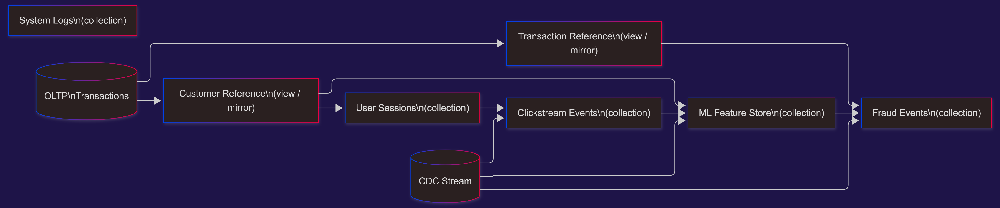 System Logs\n(collection)
Transaction Reference\n(view /
mirror)
OLTP\nTransactions
Customer Reference\n(view /
mirror)
User Sessions\n(collection)
Clickstream Events\n(collection)
ML Feature Store\n(collection)
Fraud Events\n(collection)
CDC Stream